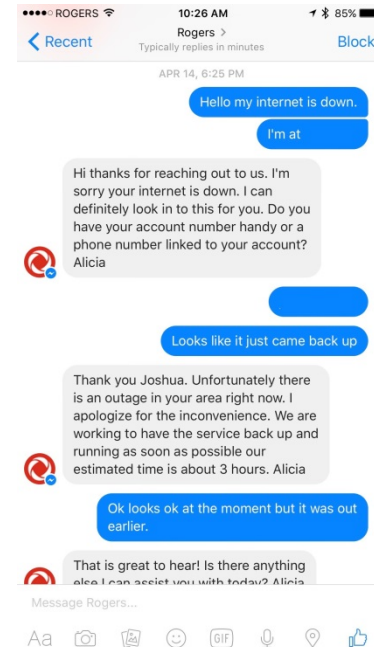 ROGERS 10:26 AM 85%
Recent Rogers > Block
Typically replies in minutes
APR 14, 6:25 PM
Hello my internet is down.
I'm at
Hi thanks for reaching out to us. I'm
sorry your internet is down. I can
definitely look in to this for you. Do you
have your account number handy or a
phone number linked to your account?
Alicia
Looks like it just came back up
Thank you Joshua. Unfortunately there
is an outage in your area right now. I
apologize for the inconvenience. We are
working to have the service back up and
running as soon as possible our
estimated time is about 3 hours. Alicia
Ok looks ok at the moment but it was out
earlier.
That is great to hear! Is there anything
else I can assist you with today? Alicia
Message Rogers...
Aa GIF